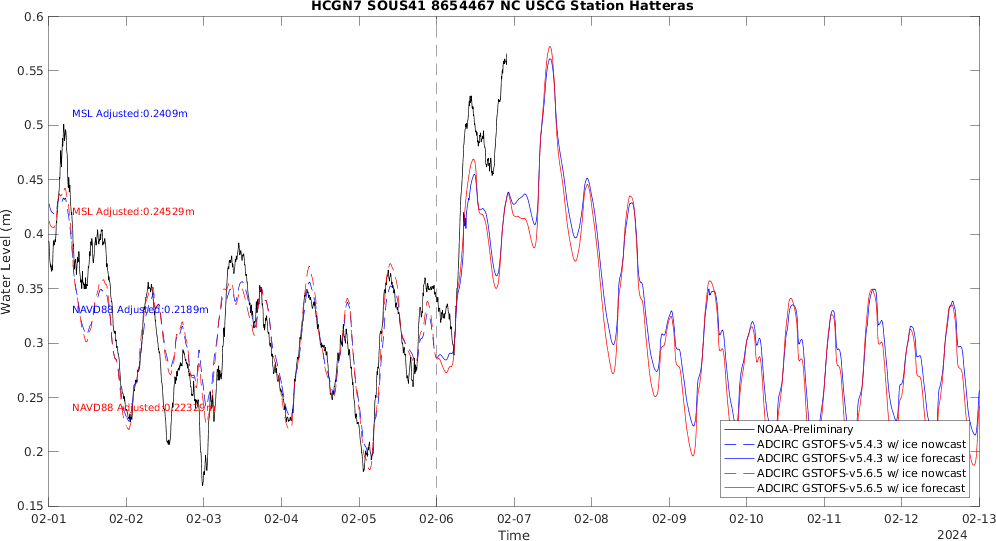 HCGN7 SOUS41 8654467 NC USCG Station Hatteras
0.6
0.55
0.5
0.45
0.4
0.35
0.3
0.25
0.2
0.15
Water Level (m)
MSL Adjusted:0.2409m
MSL Adjusted:0.24529m
NAVD88 Adjusted:0.2189m
NAVD88 Adjusted:0.22329m
NOAA-Preliminary
ADCIRC GSTOFS-v5.4.3 w/ ice nowcast
ADCIRC GSTOFS-v5.4.3 w/ ice forecast
ADCIRC GSTOFS-v5.6.5 w/ ice nowcast
ADCIRC GSTOFS-v5.6.5 w/ ice forecast
02-01 02-02 02-03 02-04 02-05 02-06 02-07 02-08 02-09 02-10 02-11 02-12 02-13
Time
2024